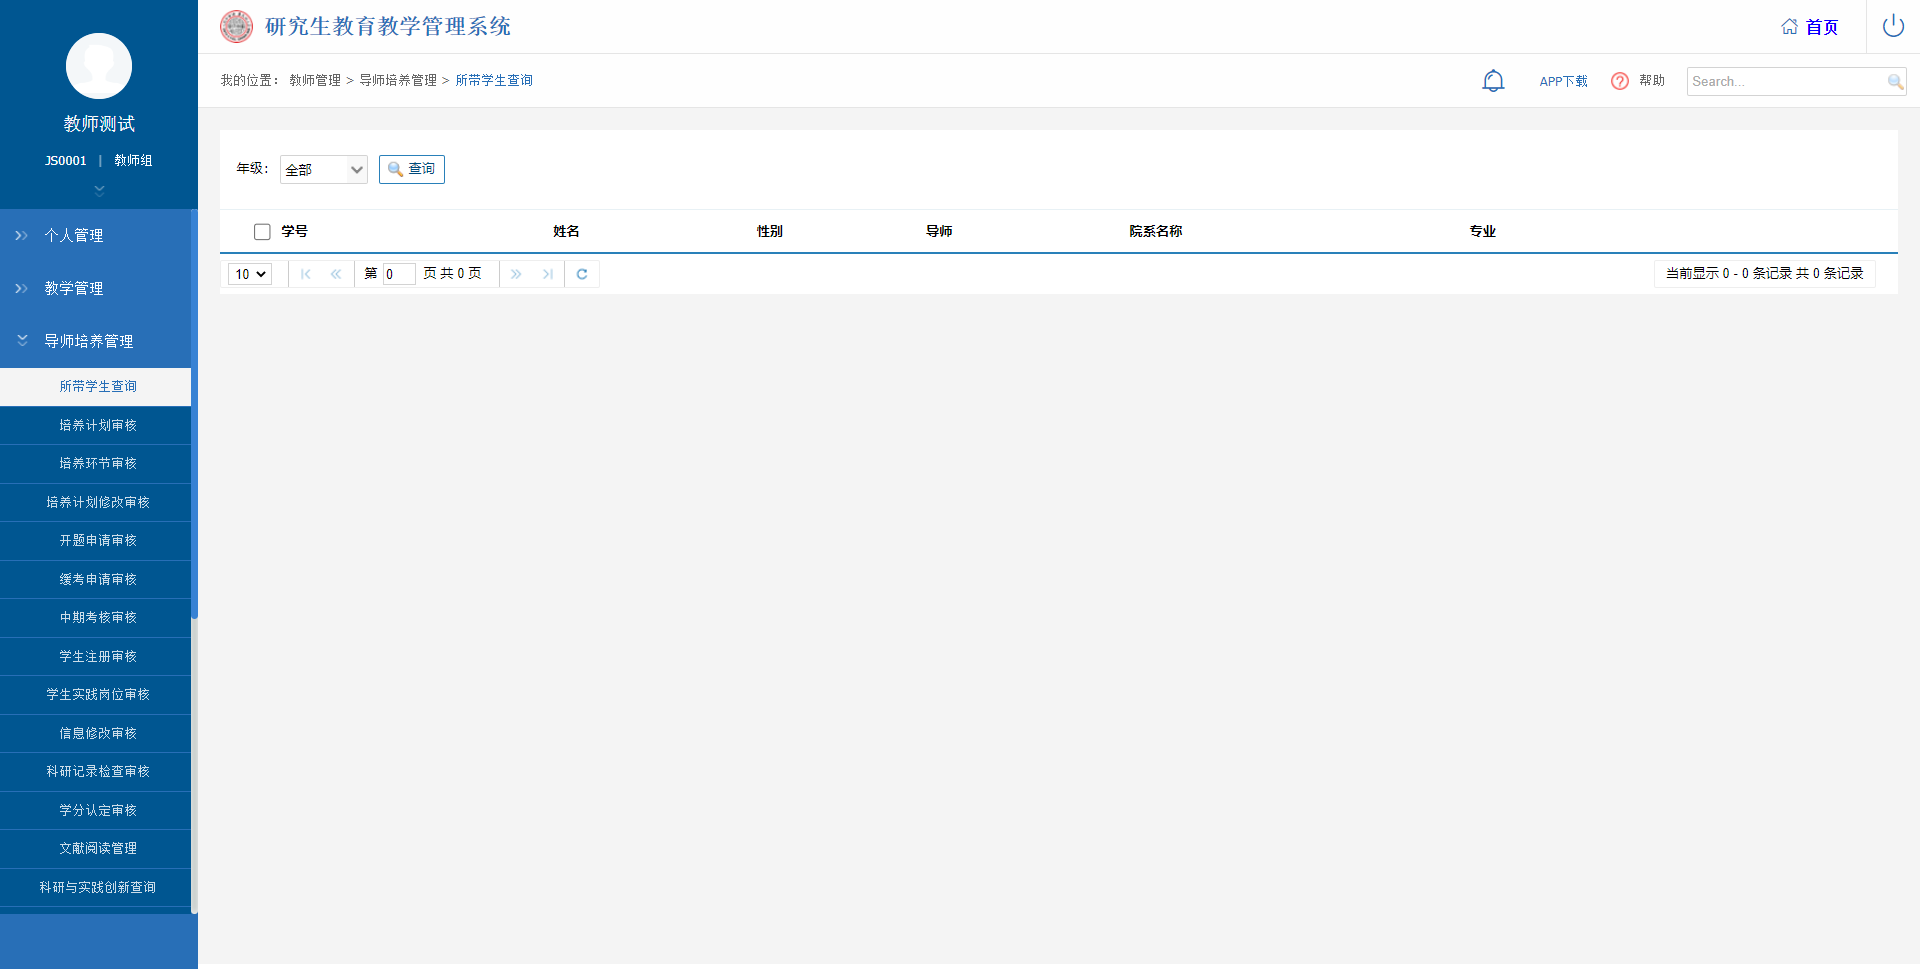 研究生教育教学管理系统
首页
教师测试
JS0001 | 教师组
我的位置： 教师管理 > 导师培养管理 > 所带学生查询
APP下载
帮助
Search...
个人管理
教学管理
导师培养管理
所带学生查询
培养计划审核
培养环节审核
培养计划修改审核
开题申请审核
缓考申请审核
中期考核审核
学生注册审核
学生实践岗位审核
信息修改审核
科研记录检查审核
学分认定审核
文献阅读管理
科研与实践创新查询
年级： 全部 查询
学号 姓名 性别 导师 院系名称 专业
10 第 0 页 共 0 页
当前显示 0 - 0 条记录 共 0 条记录